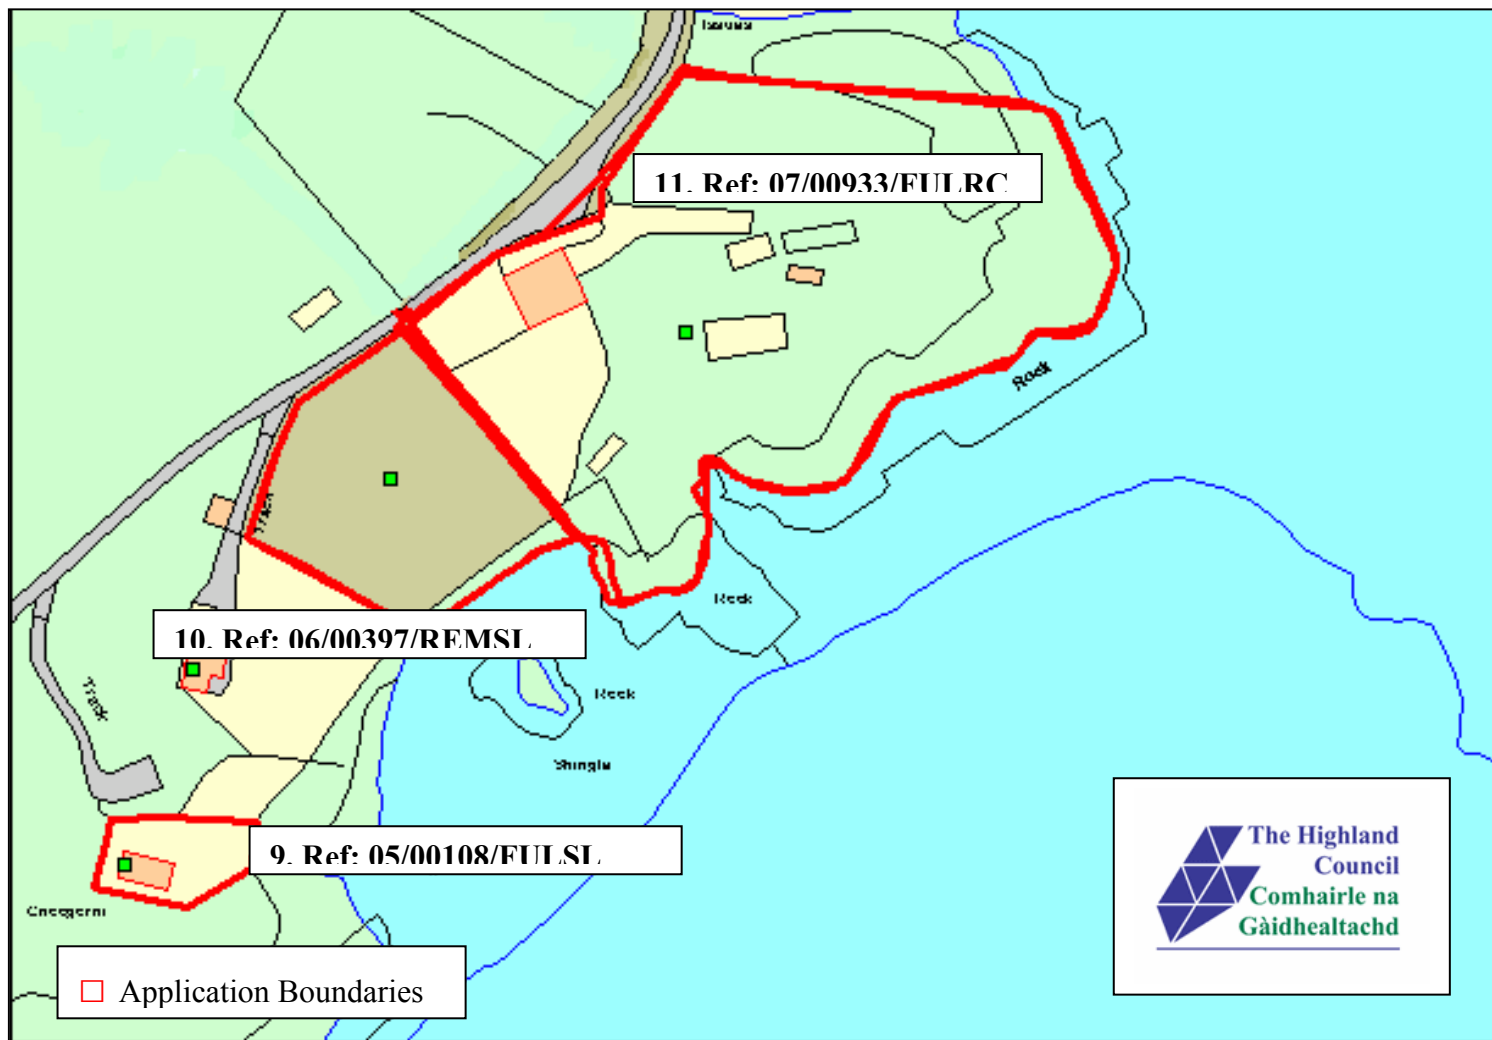 Issues
11. Ref: 07/00933/FULRC
Rock
Track
Rock
10. Ref: 06/00397/REMSL
Rock
Track
Shingle
9. Ref: 05/00108/FULSL
The Highland
Council
Comhairle na
Gàidhealtachd
Application Boundaries